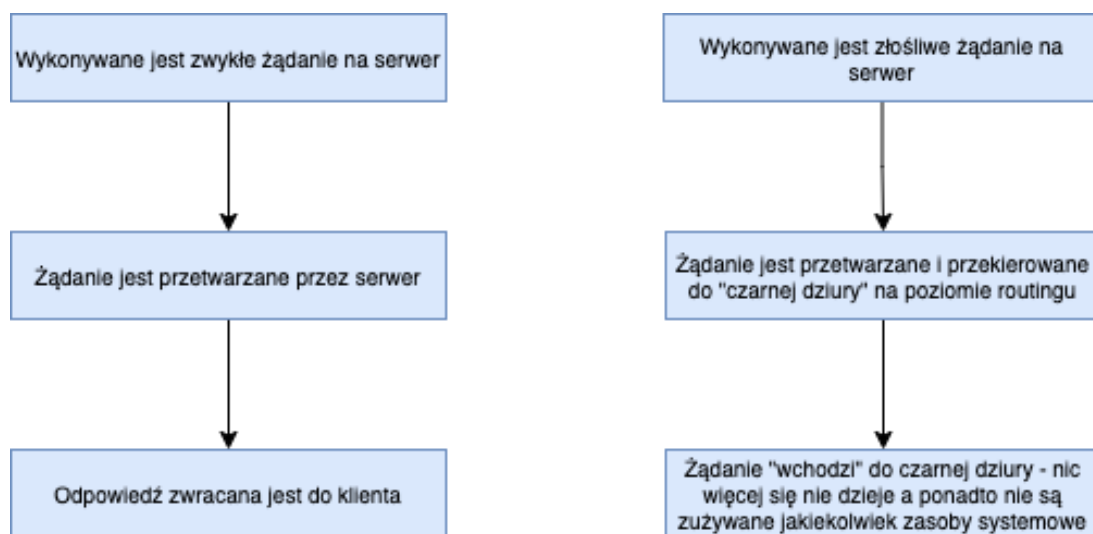 Wykonywane jest zwykłe żądanie na serwer
Żądanie jest przetwarzane przez serwer
Odpowiedź zwracana jest do klienta
Wykonywane jest złośliwe żądanie na
serwer
Żądanie jest przetwarzane i przekierowane
do "czarnej dziury" na poziomie routingu
Żądanie "wchodzi" do czarnej dziury - nic
więcej się nie dzieje a ponadto nie są
zużywane jakiekolwiek zasoby systemowe